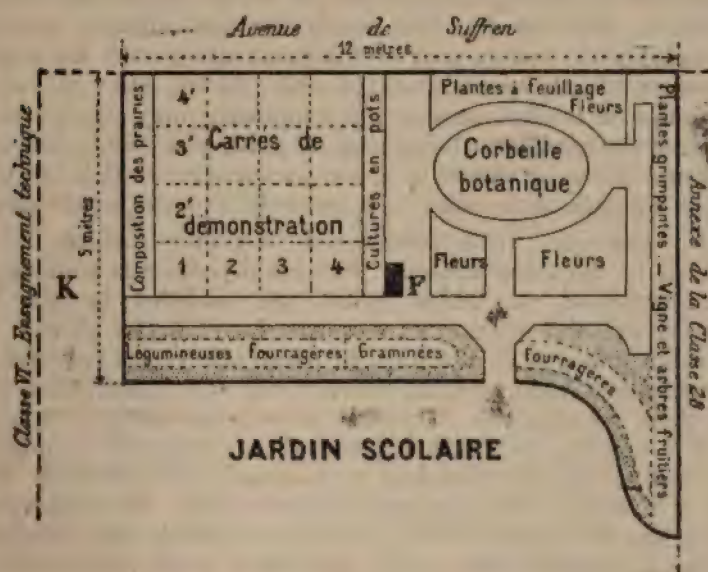 Avenue de Suffren
12 mètres
Classe VI _ Enseignement technique
K
5 mètres
Composition des prairies
4'
3'
2'
1 2 3 4
Carres de
démonstration
Cultures en pots
F
Plantes à feuillage
Fleurs
Corbeille
botanique
Fleurs
Fleurs
Plantes grimpantes _ Vigne et arbres fruitiers
Annexe de la Classe 28
Légumineuses Fourragères Graminées
Fourragères
JARDIN SCOLAIRE